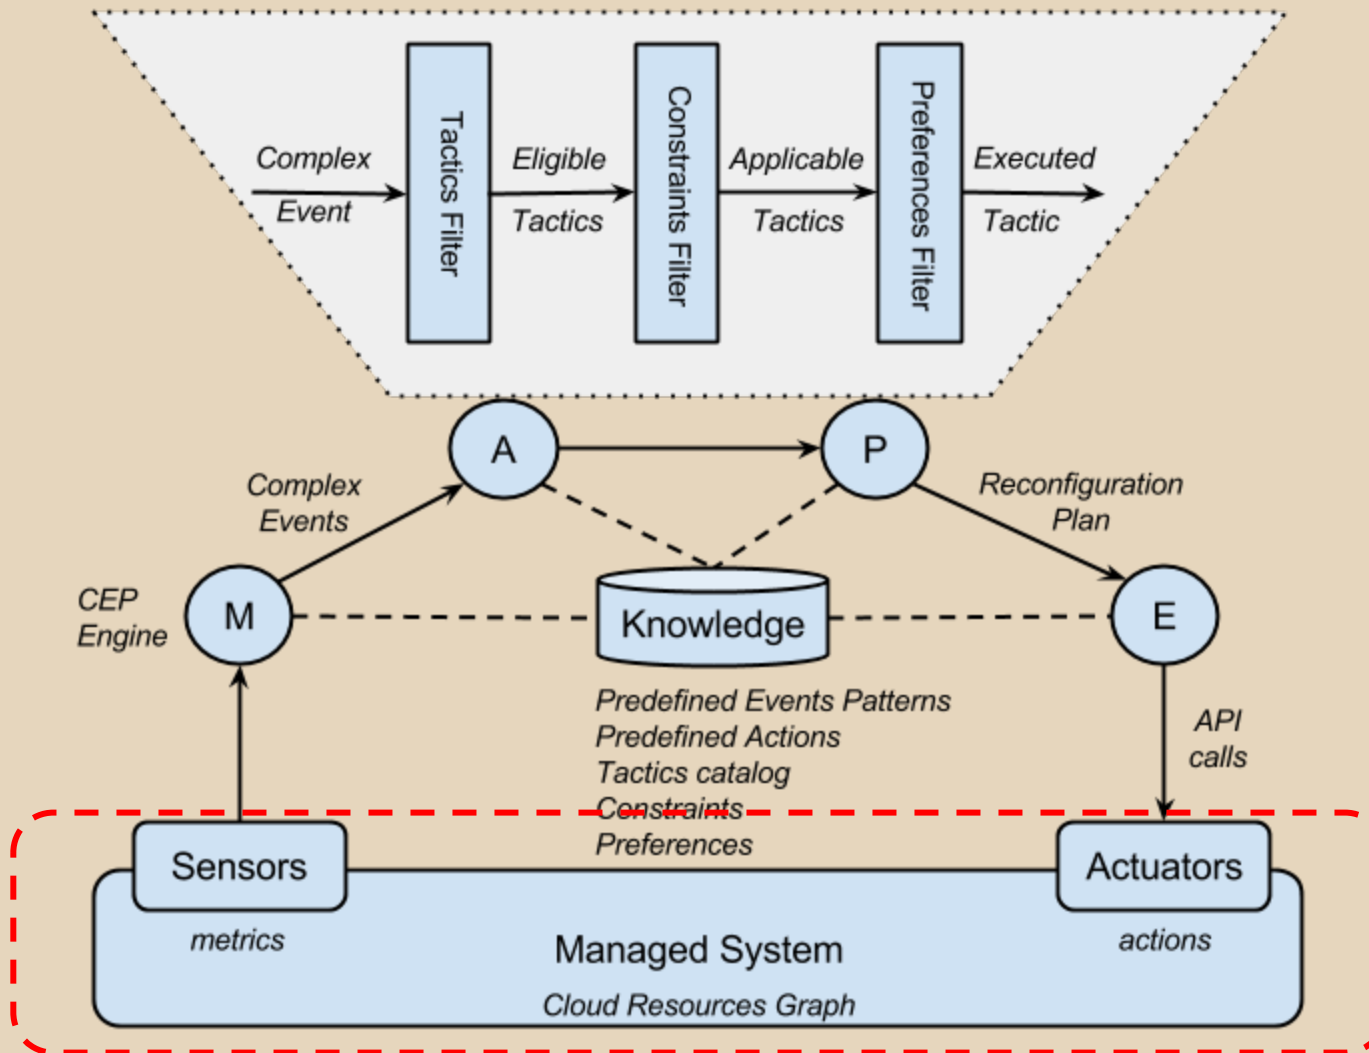 Complex
Event
Tactics Filter
Eligible
Tactics
Constraints Filter
Applicable
Tactics
Preferences Filter
Executed
Tactic
A
P
Complex
Events
Reconfiguration
Plan
CEP
Engine
M
Knowledge
E
Predefined Events Patterns
Predefined Actions
Tactics catalog
Constraints
Preferences
API
calls
Sensors
Actuators
metrics
actions
Managed System
Cloud Resources Graph